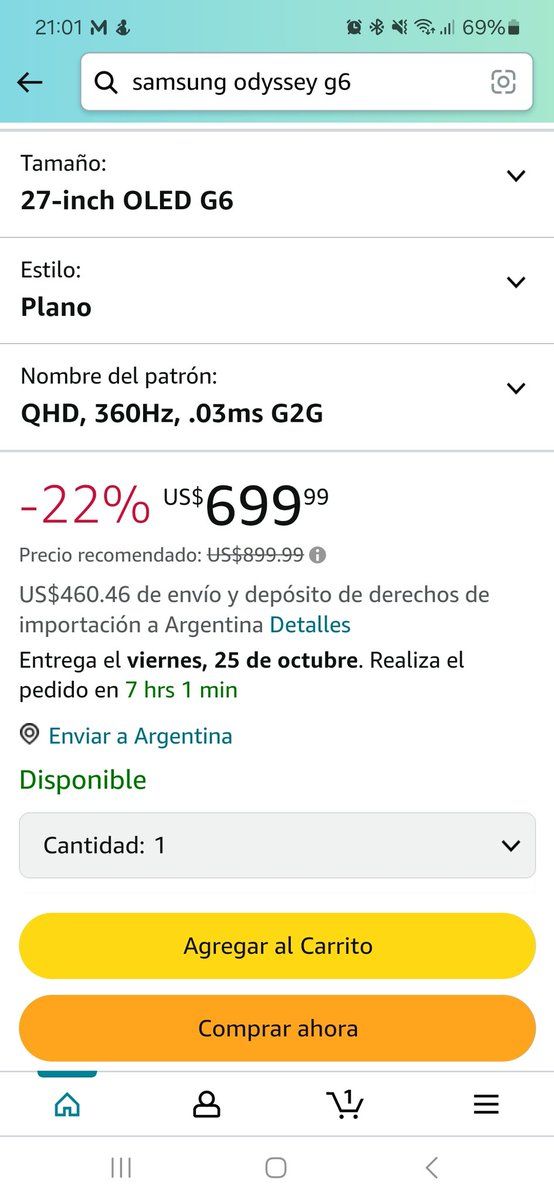 21:01 M 69%
samsung odyssey g6
Tamaño:
27-inch OLED G6
Estilo:
Plano
Nombre del patrón:
QHD, 360Hz, .03ms G2G
-22% US$699⁹⁹
Precio recomendado: US$899.99
US$460.46 de envío y depósito de derechos de
importación a Argentina Detalles
Entrega el viernes, 25 de octubre. Realiza el
pedido en 7 hrs 1 min
Enviar a Argentina
Disponible
Cantidad: 1
Agregar al Carrito
Comprar ahora
1